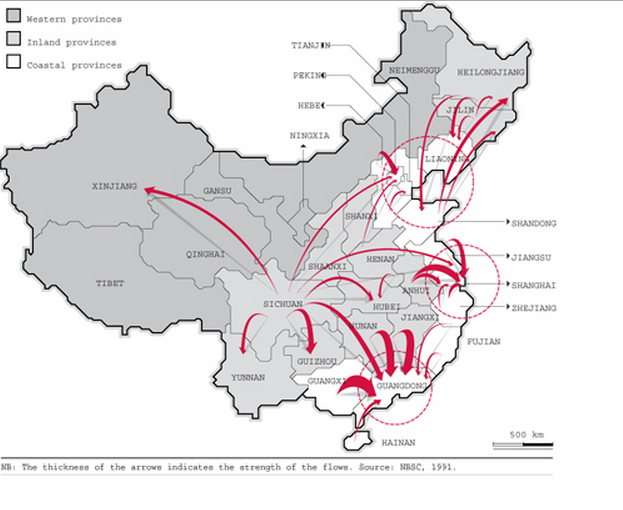 Western provinces
Inland provinces
Coastal provinces
TIANJIN
PEKING
HEBEI
NINGXIA
NEIMENGGU
HEILONGJIANG
JILIN
LIAONING
XINJIANG
GANSU
SHANXI
SHANDONG
QINGHAI
SHAANXI
HENAN
JIANGSU
TIBET
SICHUAN
ANHUI
SHANGHAI
HUBEI
ZHEJIANG
JIANGXI
HUNAN
FUJIAN
GUIZHOU
YUNNAN
GUANGXI
GUANGDONG
HAINAN
500 km
NB: The thickness of the arrows indicates the strength of the flows. Source: NBSC, 1991.